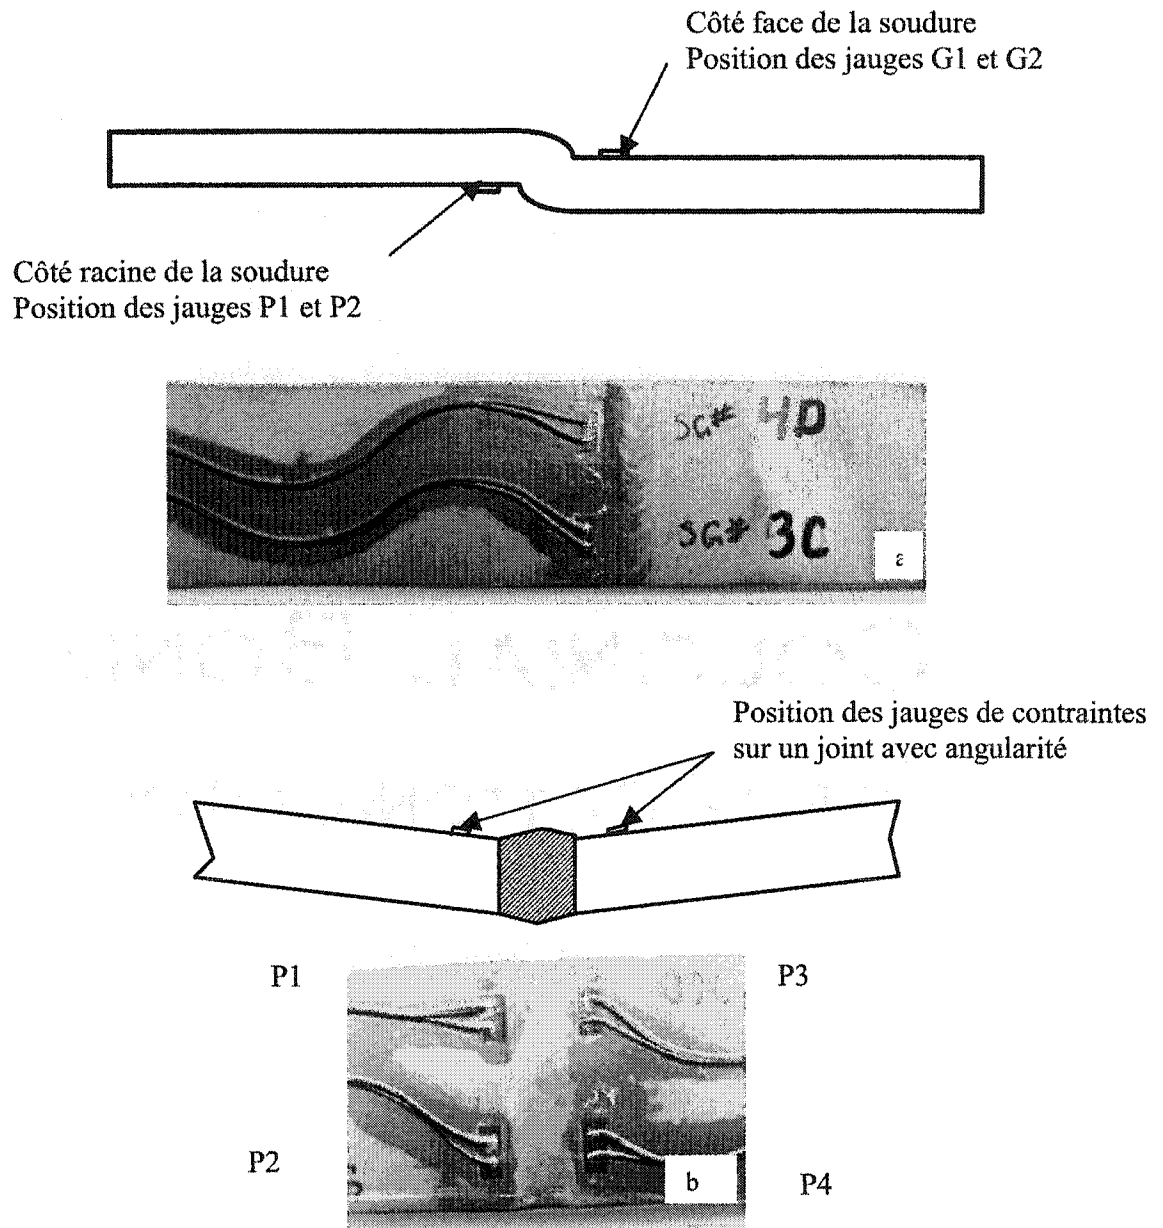 Côté face de la soudure
Position des jauges G1 et G2
Côté racine de la soudure
Position des jauges P1 et P2
SG# 4D
SG# 3C
a
Position des jauges de contraintes
sur un joint avec angularité
P1
P3
P2
b
P4